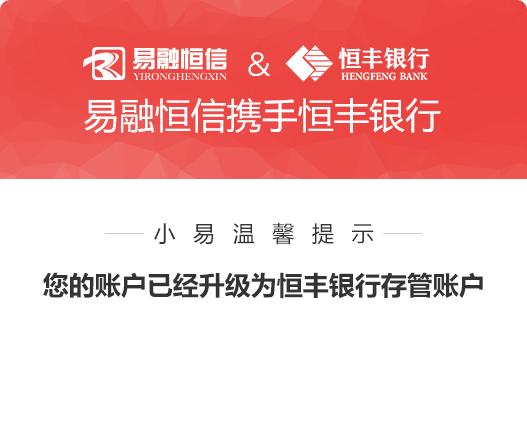 易融恒信 & 恒丰银行
YIRONGHENGXIN HENGFENG BANK
易融恒信携手恒丰银行
小易温馨提示
您的账户已经升级为恒丰银行存管账户